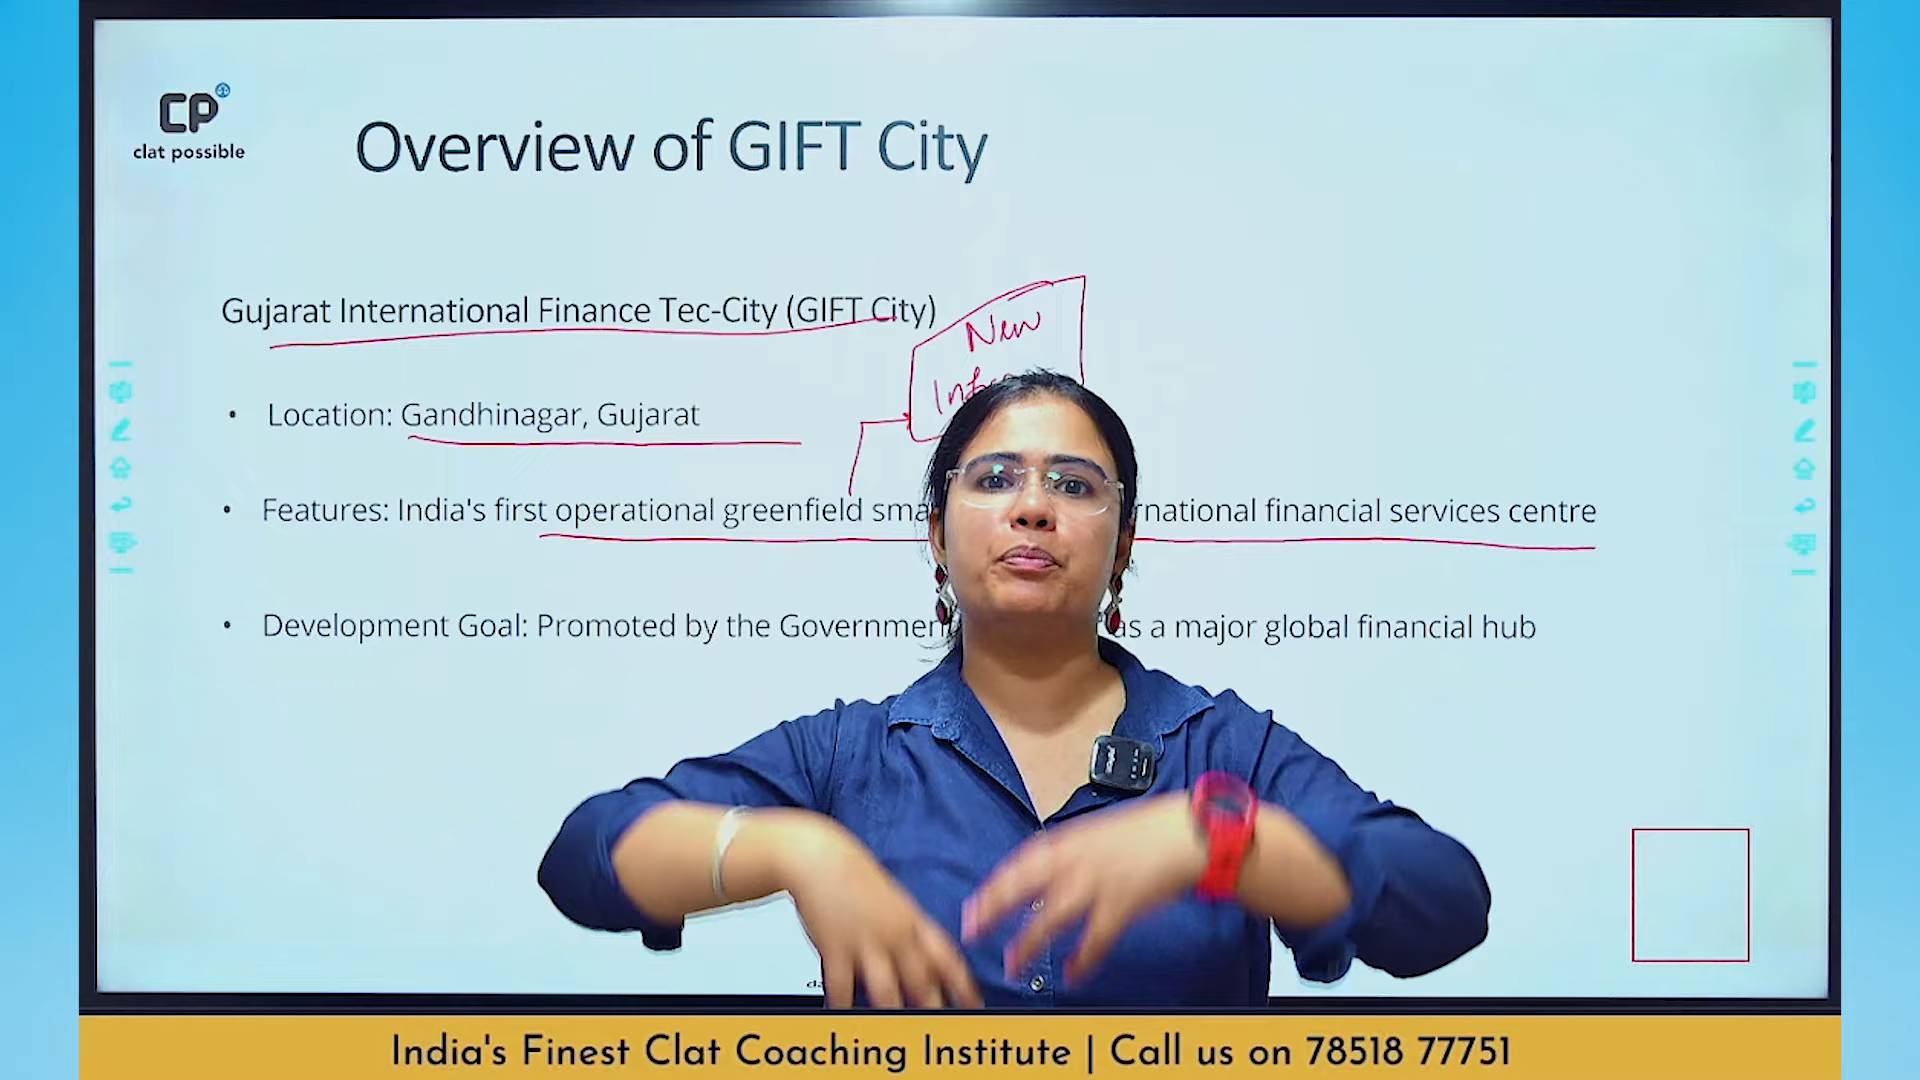 CP
clat possible
Overview of GIFT City
Gujarat International Finance Tec-City (GIFT City)
New
• Location: Gandhinagar, Gujarat
• Features: India's first operational greenfield sma rnational financial services centre
• Development Goal: Promoted by the Governmen as a major global financial hub
India's Finest Clat Coaching Institute | Call us on 78518 77751